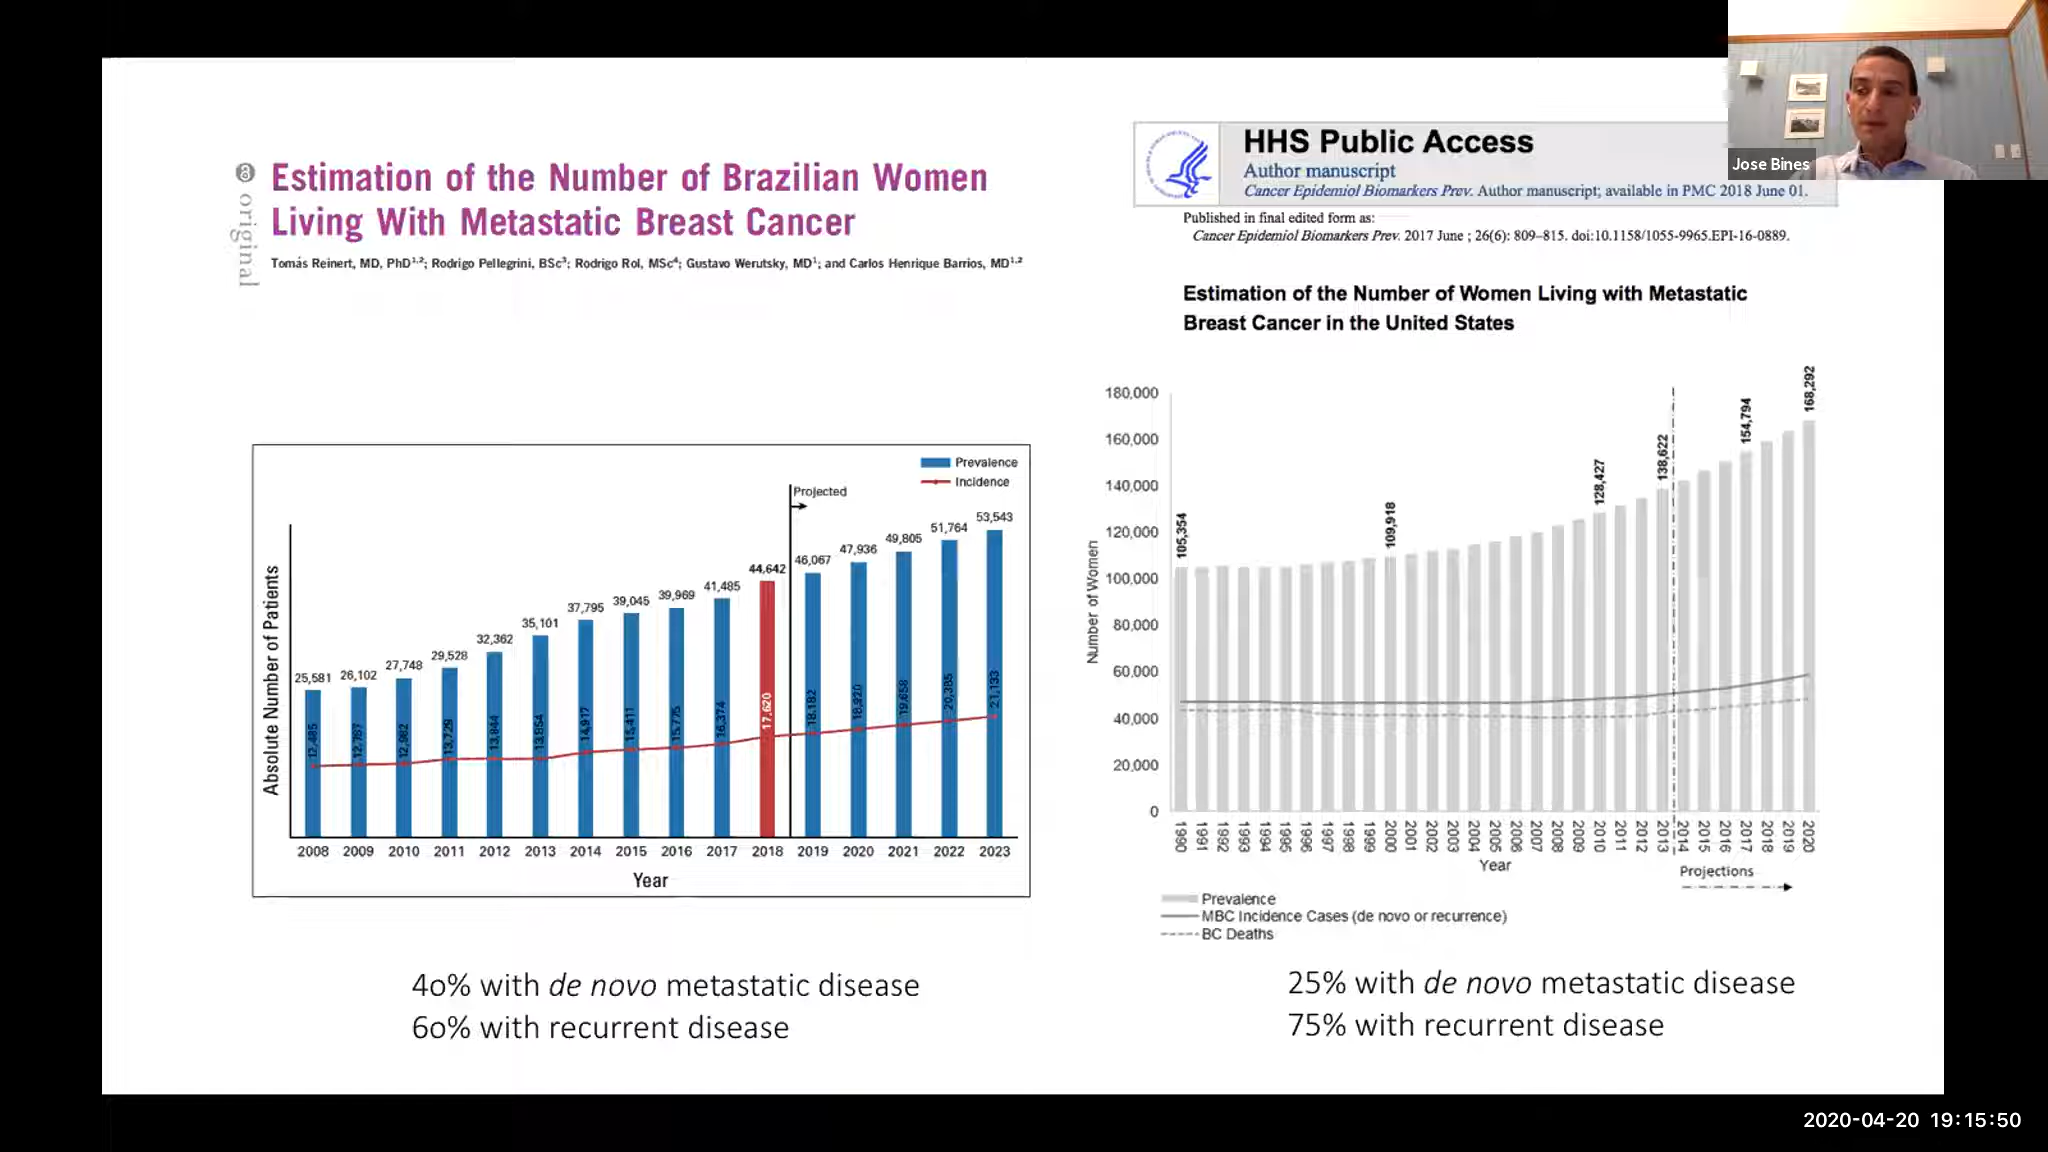 original
Estimation of the Number of Brazilian Women
Living With Metastatic Breast Cancer
Tomás Reinert, MD, PhD1,2; Rodrigo Pellegrini, BSc3; Rodrigo Rol, MSc4; Gustavo Werutsky, MD1; and Carlos Henrique Barrios, MD1,2
Prevalence
Incidence
Projected
Absolute Number of Patients
25,581
26,102
27,748
29,528
32,362
35,101
37,795
39,045
39,969
41,485
44,642
46,067
47,936
49,805
51,764
53,543
12,485
12,787
12,982
13,729
13,844
13,854
14,917
15,411
15,775
16,374
17,620
18,182
18,920
19,658
20,385
21,133
2008 2009 2010 2011 2012 2013 2014 2015 2016 2017 2018 2019 2020 2021 2022 2023
Year
40% with de novo metastatic disease
60% with recurrent disease
HHS Public Access
Author manuscript
Cancer Epidemiol Biomarkers Prev. Author manuscript; available in PMC 2018 June 01.
Published in final edited form as:
Cancer Epidemiol Biomarkers Prev. 2017 June ; 26(6): 809–815. doi:10.1158/1055-9965.EPI-16-0889.
Estimation of the Number of Women Living with Metastatic
Breast Cancer in the United States
Number of Women
180,000
160,000
140,000
120,000
100,000
80,000
60,000
40,000
20,000
0
105,354
109,918
128,427
138,622
154,794
168,292
1990 1991 1992 1993 1994 1995 1996 1997 1998 1999 2000 2001 2002 2003 2004 2005 2006 2007 2008 2009 2010 2011 2012 2013 2014 2015 2016 2017 2018 2019 2020
Year
Projections
Prevalence
MBC Incidence Cases (de novo or recurrence)
BC Deaths
25% with de novo metastatic disease
75% with recurrent disease
Jose Bines
2020-04-20 19:15:50